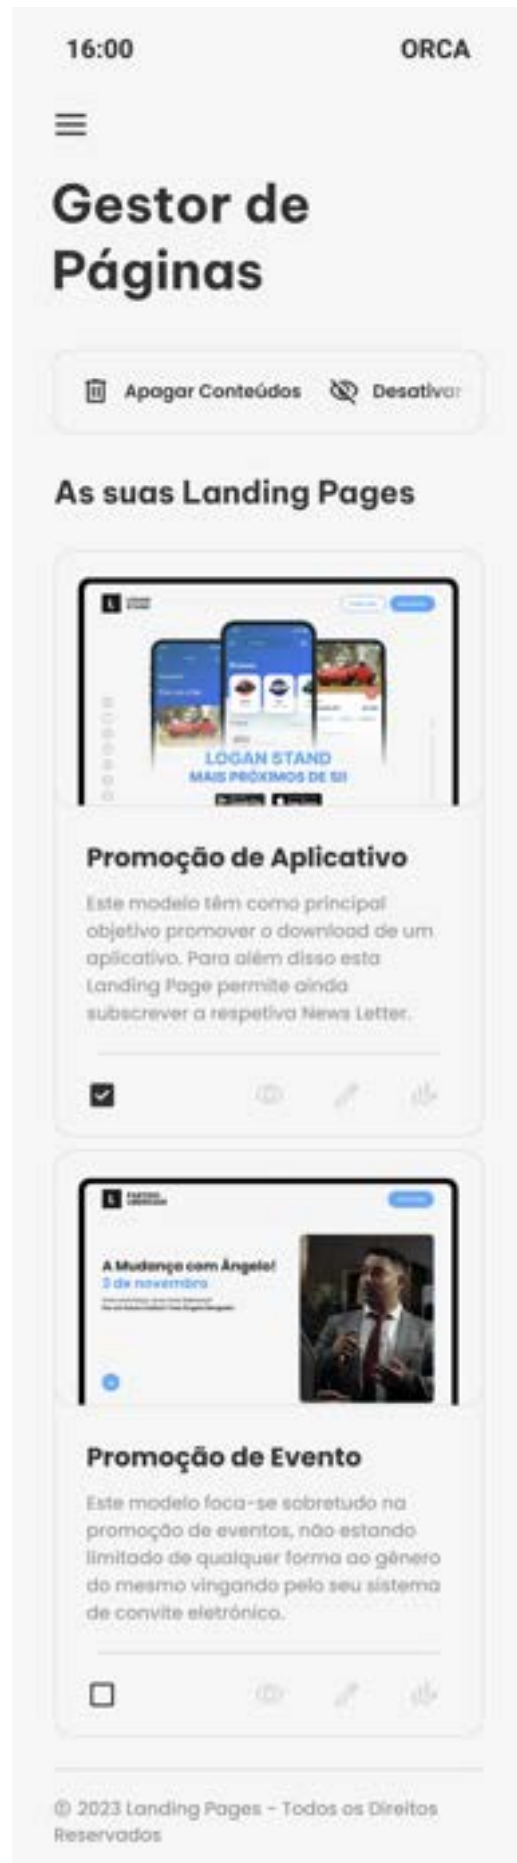 16:00 ORCA
Gestor de
Páginas
Apagar Conteúdos Desativar
As suas Landing Pages
LOGAN STAND
MAIS PRÓXIMOS DE SI!
Promoção de Aplicativo
Este modelo têm como principal
objetivo promover o download de um
aplicativo. Para além disso esta
Landing Page permite ainda
subscrever a respetiva News Letter.
A Mudança com Ângelo!
3 de novembro
Promoção de Evento
Este modelo foca-se sobretudo na
promoção de eventos, não estando
limitado de qualquer forma ao gênero
do mesmo vingando pelo seu sistema
de convite eletrónico.
© 2023 Landing Pages - Todos os Direitos
Reservados